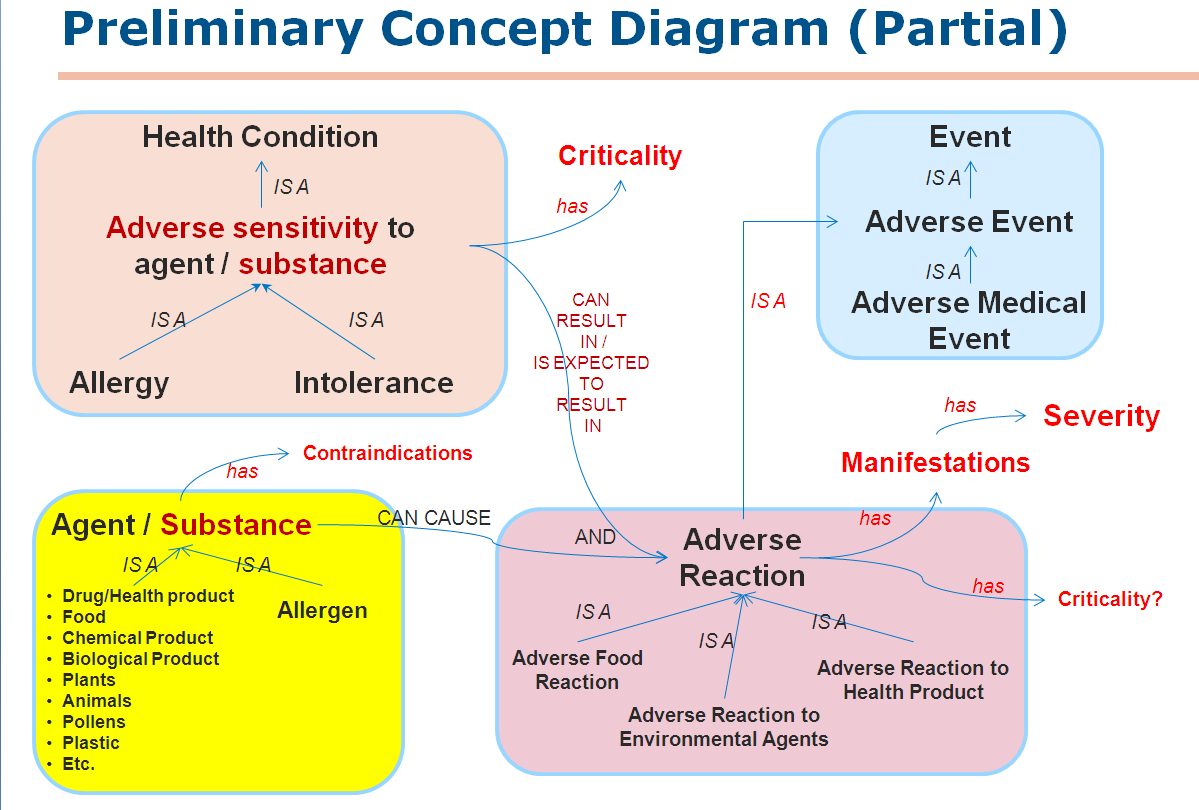 Preliminary Concept Diagram (Partial)
Health Condition
IS A
Adverse sensitivity to
agent / substance
IS A
IS A
Allergy
Intolerance
Criticality
has
CAN
RESULT
IN /
IS EXPECTED
TO
RESULT
IN
Event
IS A
Adverse Event
IS A
Adverse Medical
Event
IS A
has
Severity
Manifestations
has
Contraindications
has
Agent / Substance
CAN CAUSE
IS A
IS A
• Drug/Health product
• Food
• Chemical Product
• Biological Product
• Plants
• Animals
• Pollens
• Plastic
• Etc.
Allergen
AND
Adverse
Reaction
has
Criticality?
IS A
IS A
IS A
Adverse Food
Reaction
Adverse Reaction to
Environmental Agents
Adverse Reaction to
Health Product